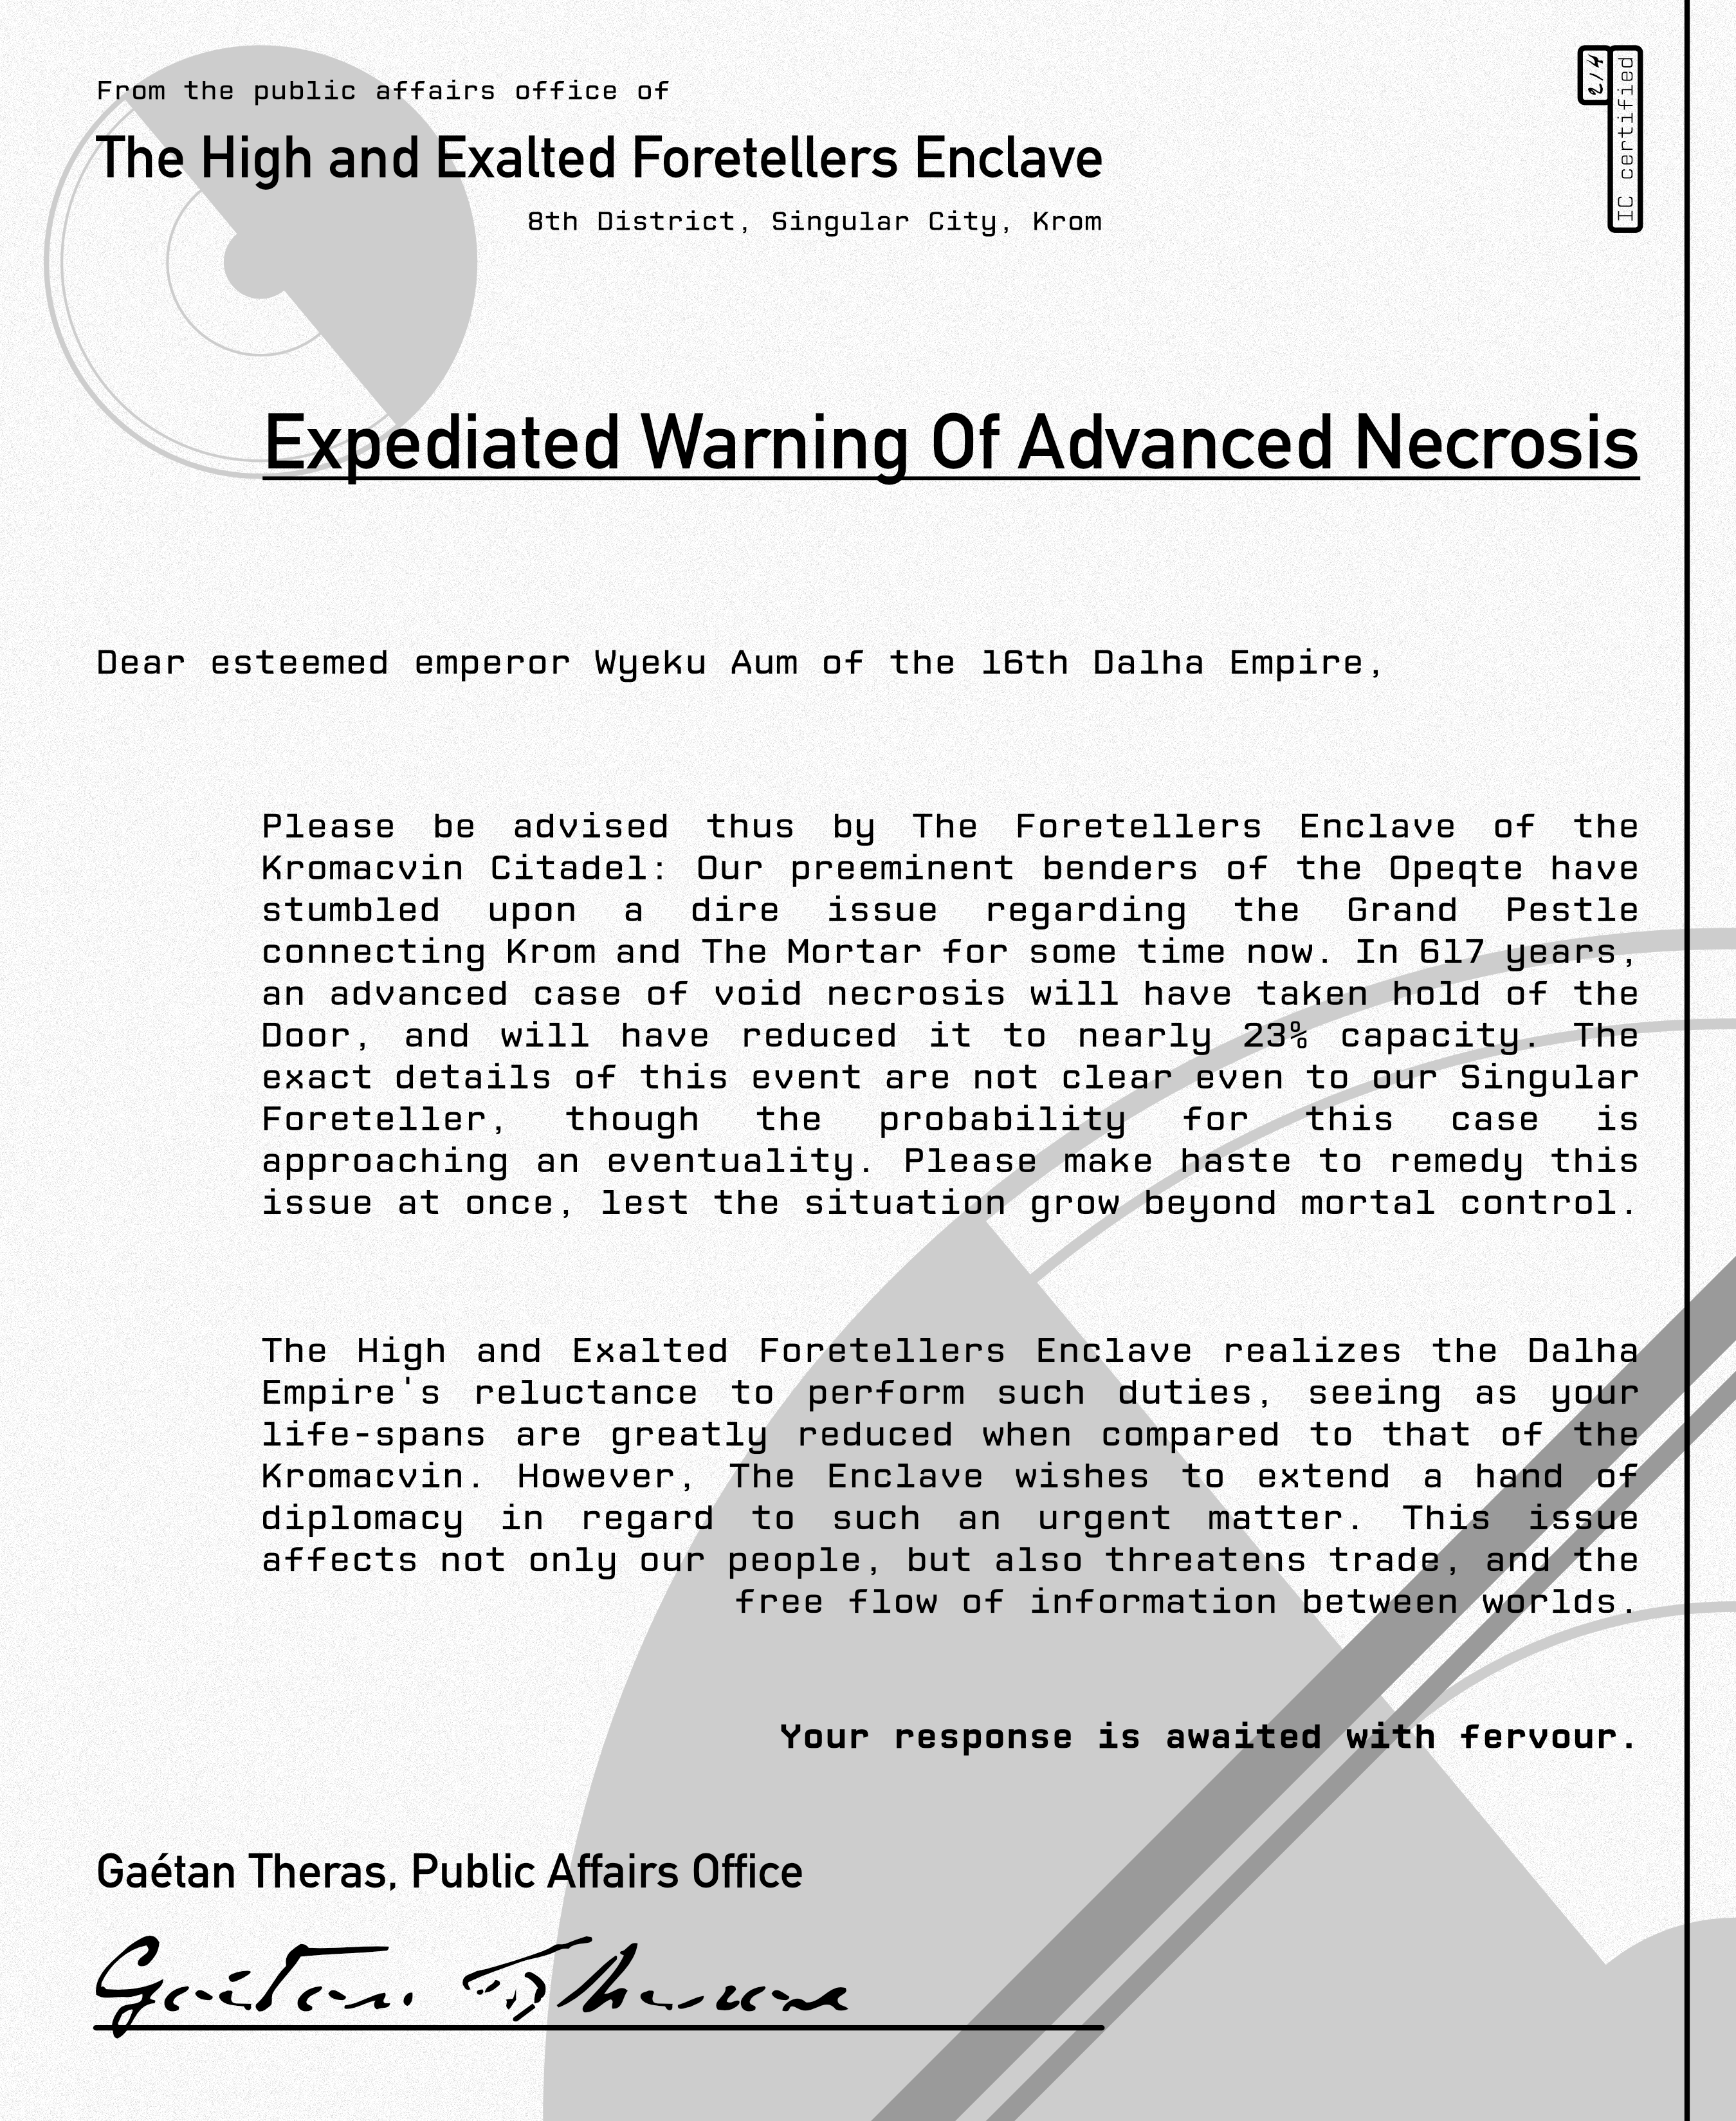 From the public affairs office of
The High and Exalted Foretellers Enclave
8th District, Singular City, Krom
IC certified
Expediated Warning Of Advanced Necrosis
Dear esteemed emperor Wyeku Aum of the 16th Dalha Empire,
Please be advised thus by The Foretellers Enclave of the
Kromacvin Citadel: Our preeminent benders of the Opeqte have
stumbled upon a dire issue regarding the Grand Pestle
connecting Krom and The Mortar for some time now. In 617 years,
an advanced case of void necrosis will have taken hold of the
Door, and will have reduced it to nearly 23% capacity. The
exact details of this event are not clear even to our Singular
Foreteller, though the probability for this case is
approaching an eventuality. Please make haste to remedy this
issue at once, lest the situation grow beyond mortal control.
The High and Exalted Foretellers Enclave realizes the Dalha
Empire's reluctance to perform such duties, seeing as your
life-spans are greatly reduced when compared to that of the
Kromacvin. However, The Enclave wishes to extend a hand of
diplomacy in regard to such an urgent matter. This issue
affects not only our people, but also threatens trade, and the
free flow of information between worlds.
Your response is awaited with fervour.
Gaétan Theras, Public Affairs Office
Gaétan Theras